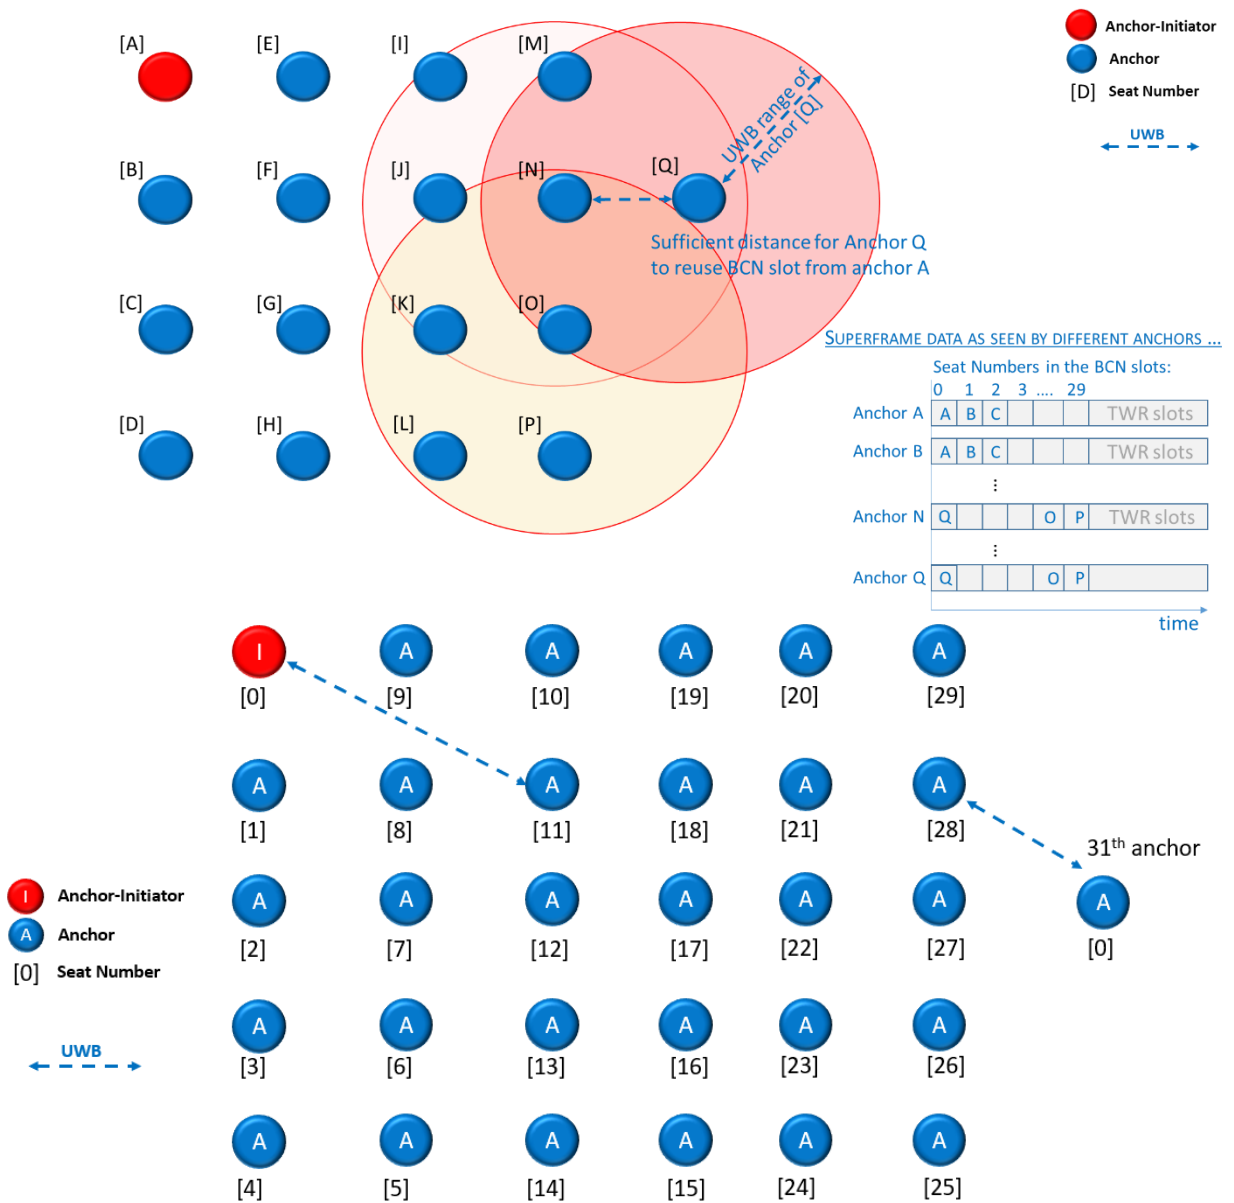 [A]
[E]
[I]
[M]
Anchor-Initiator
Anchor
[D] Seat Number
UWB
UWB range of
Anchor [Q]
[B]
[F]
[J]
[N]
[Q]
Sufficient distance for Anchor Q
to reuse BCN slot from anchor A
[C]
[G]
[K]
[O]
[D]
[H]
[L]
[P]
SUPERFRAME DATA AS SEEN BY DIFFERENT ANCHORS ...
Seat Numbers in the BCN slots:
0 1 2 3 .... 29
Anchor A A B C TWR slots
Anchor B A B C TWR slots
⋮
Anchor N Q O P TWR slots
⋮
Anchor Q Q O P
time
I A A A A A
[0] [9] [10] [19] [20] [29]
A A A A A A
[1] [8] [11] [18] [21] [28]
31th anchor
A A A A A A A
[2] [7] [12] [17] [22] [27] [0]
A A A A A A
[3] [6] [13] [16] [23] [26]
A A A A A A
[4] [5] [14] [15] [24] [25]
I Anchor-Initiator
A Anchor
[0] Seat Number
UWB